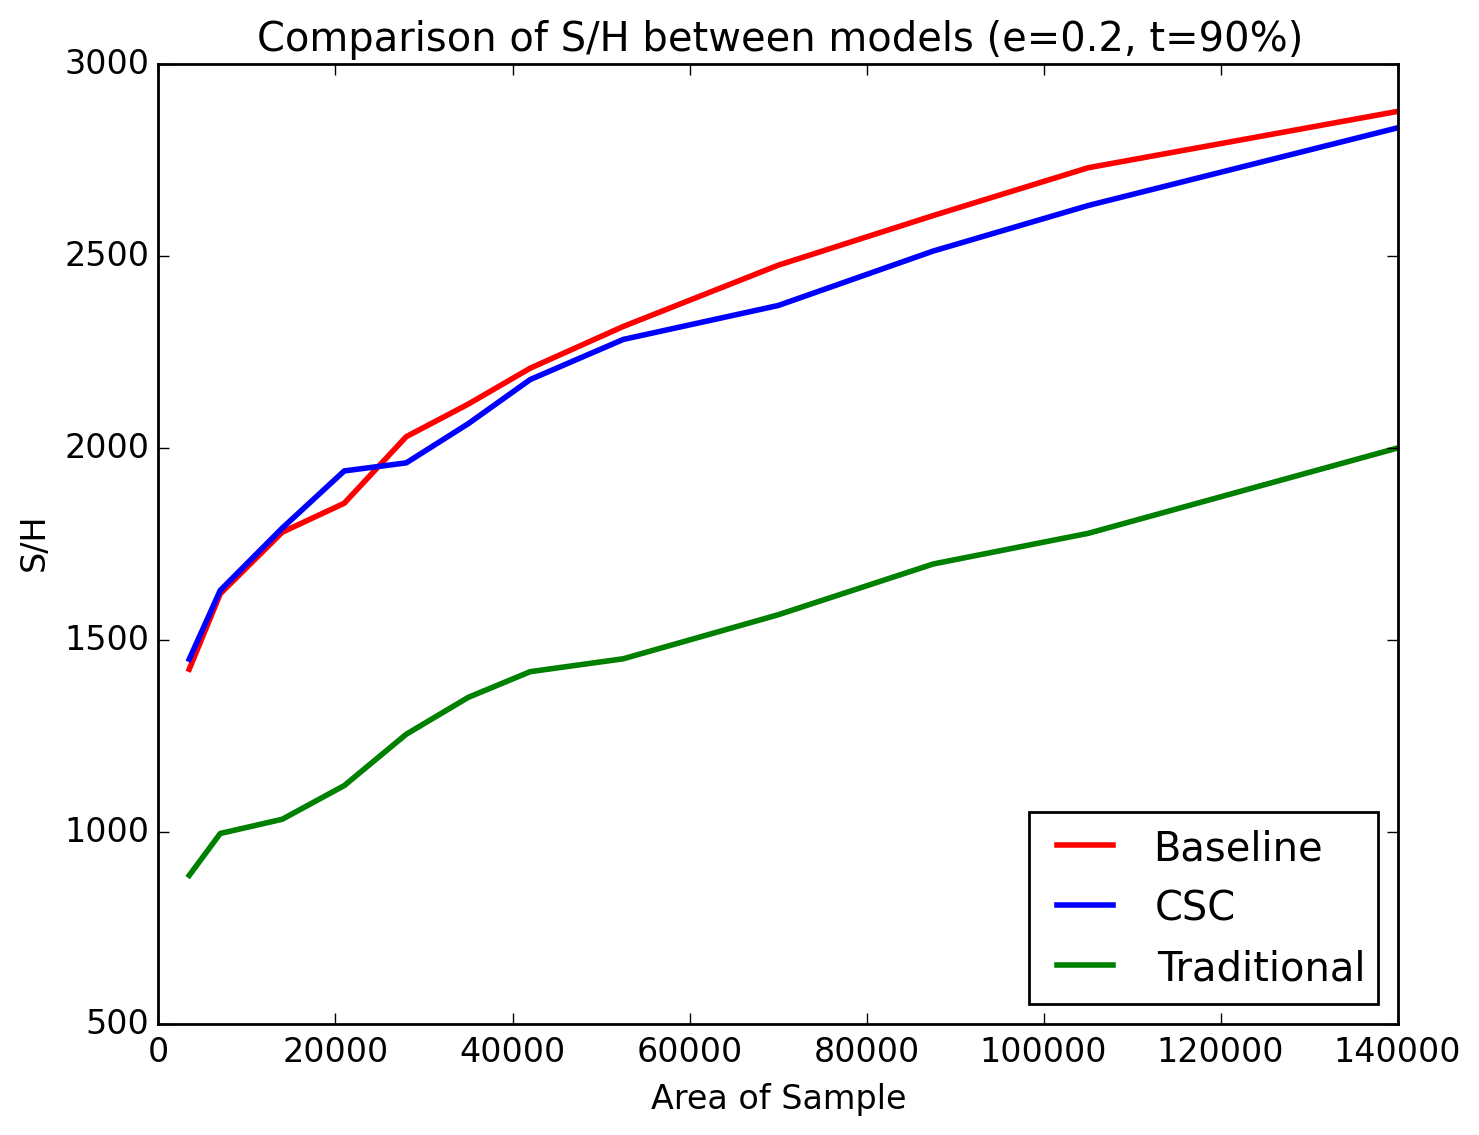 Comparison of S/H between models (e=0.2, t=90%)
3000
2500
2000
1500
1000
500
S/H
0 20000 40000 60000 80000 100000 120000 140000
Area of Sample
Baseline
CSC
Traditional